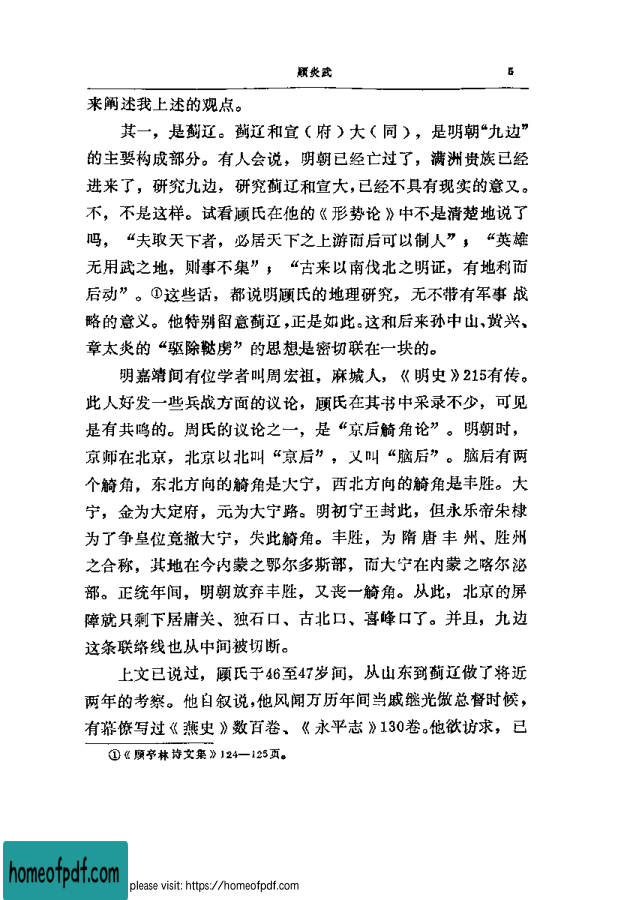 顾炎武 5
来阐述我上述的观点。
其一，是蓟辽。蓟辽和宣（府）大（同），是明朝“九边”
的主要构成部分。有人会说，明朝已经亡过了，满洲贵族已经
进来了，研究九边，研究蓟辽和宣大，已经不具有现实的意义。
不，不是这样。试看顾氏在他的《形势论》中不是清楚地说了
吗，“夫取天下者，必居天下之上游而后可以制人”；“英雄
无用武之地，则事不集”；“古来以南伐北之明证，有地利而
后动”。①这些话，都说明顾氏的地理研究，无不带有军事战
略的意义。他特别留意蓟辽，正是如此。这和后来孙中山、黄兴、
章太炎的“驱除鞑虏”的思想是密切联在一块的。
明嘉靖间有位学者叫周宏祖，麻城人，《明史》215有传。
此人好发一些兵战方面的议论，顾氏在其书中采录不少，可见
是有共鸣的。周氏的议论之一，是“京后觭角论”。明朝时，
京师在北京，北京以北叫“京后”，又叫“脑后”。脑后有两
个觭角，东北方向的觭角是大宁，西北方向的觭角是丰胜。大
宁，金为大定府，元为大宁路。明初宁王封此，但永乐帝朱棣
为了争皇位竟撤大宁，失此觭角。丰胜，为隋唐丰州、胜州
之合称，其地在今内蒙之鄂尔多斯部，而大宁在内蒙之喀尔泌
部。正统年间，明朝放弃丰胜，又丧一觭角。从此，北京的屏
障就只剩下居庸关、独石口、古北口、喜峰口了。并且，九边
这条联络线也从中间被切断。
上文已说过，顾氏于46至47岁间，从山东到蓟辽做了将近
两年的考察。他自叙说，他风闻万历年间当戚继光做总督时候，
有幕僚写过《燕史》数百卷、《永平志》130卷。他欲访求，已
①《顾亭林诗文集》124—125页。
homeofpdf.com
please visit: https://homeofpdf.com